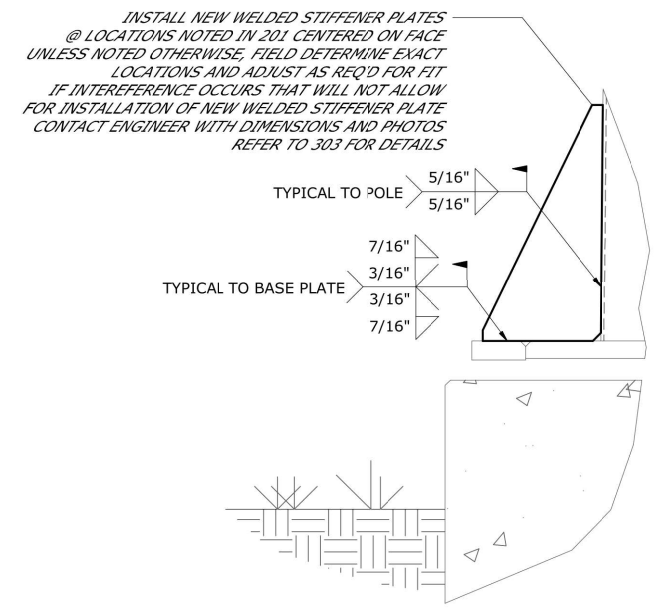 INSTALL NEW WELDED STIFFENER PLATES
@ LOCATIONS NOTED IN 201 CENTERED ON FACE
UNLESS NOTED OTHERWISE, FIELD DETERMINE EXACT
LOCATIONS AND ADJUST AS REQ'D FOR FIT
IF INTEREFERENCE OCCURS THAT WILL NOT ALLOW
FOR INSTALLATION OF NEW WELDED STIFFENER PLATE
CONTACT ENGINEER WITH DIMENSIONS AND PHOTOS
REFER TO 303 FOR DETAILS
5/16"
TYPICAL TO POLE
5/16"
7/16"
3/16"
TYPICAL TO BASE PLATE
3/16"
7/16"